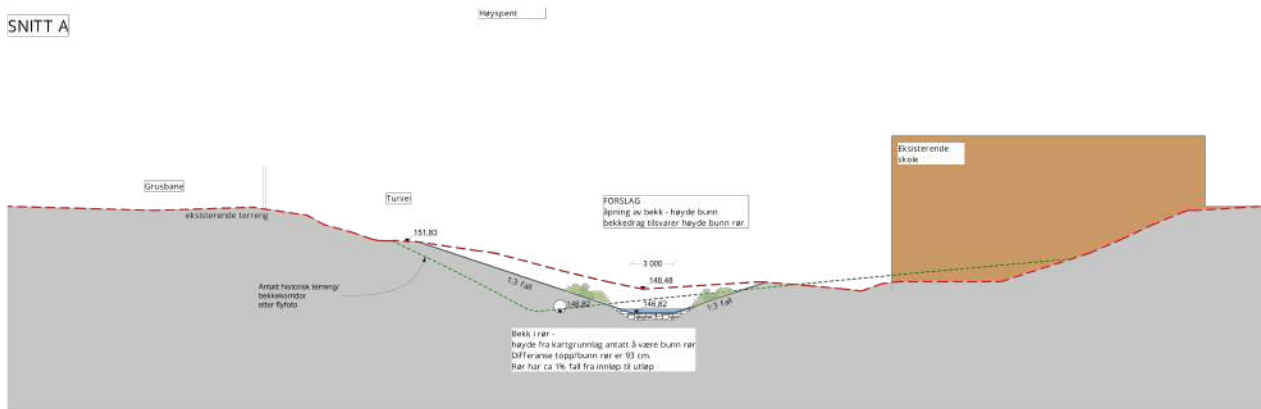 SNITT A
Høyspent
Eksisterende
skole
Grusbane
Turvei
FORSLAG
åpning av bekk - høyde bunn
bekkedrag tilsvarer høyde bunn rør
eksisterende terreng
151,83
3 000
148,48
Antatt historisk terreng/
bekkekorridor
etter flyfoto
1:3 fall
146,82
146,82
1:3 fall
Bekk i rør -
høyde fra kartgrunnlag antatt å være bunn rør
Differanse topp/bunn rør er 93 cm.
Rør har ca 1% fall fra innløp til utløp